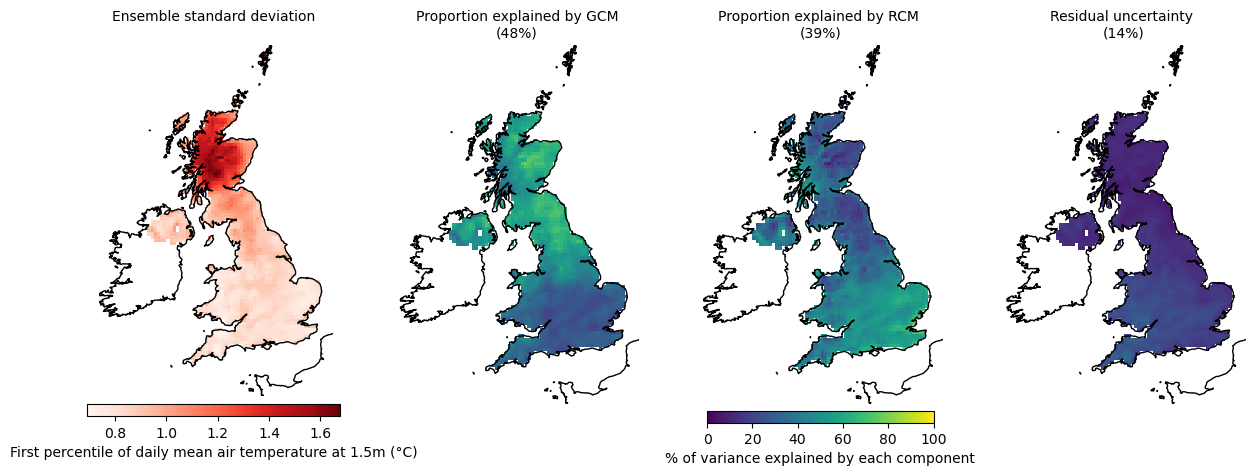 Ensemble standard deviation
Proportion explained by GCM
(48%)
Proportion explained by RCM
(39%)
Residual uncertainty
(14%)
0.8 1.0 1.2 1.4 1.6
First percentile of daily mean air temperature at 1.5m (°C)
0 20 40 60 80 100
% of variance explained by each component